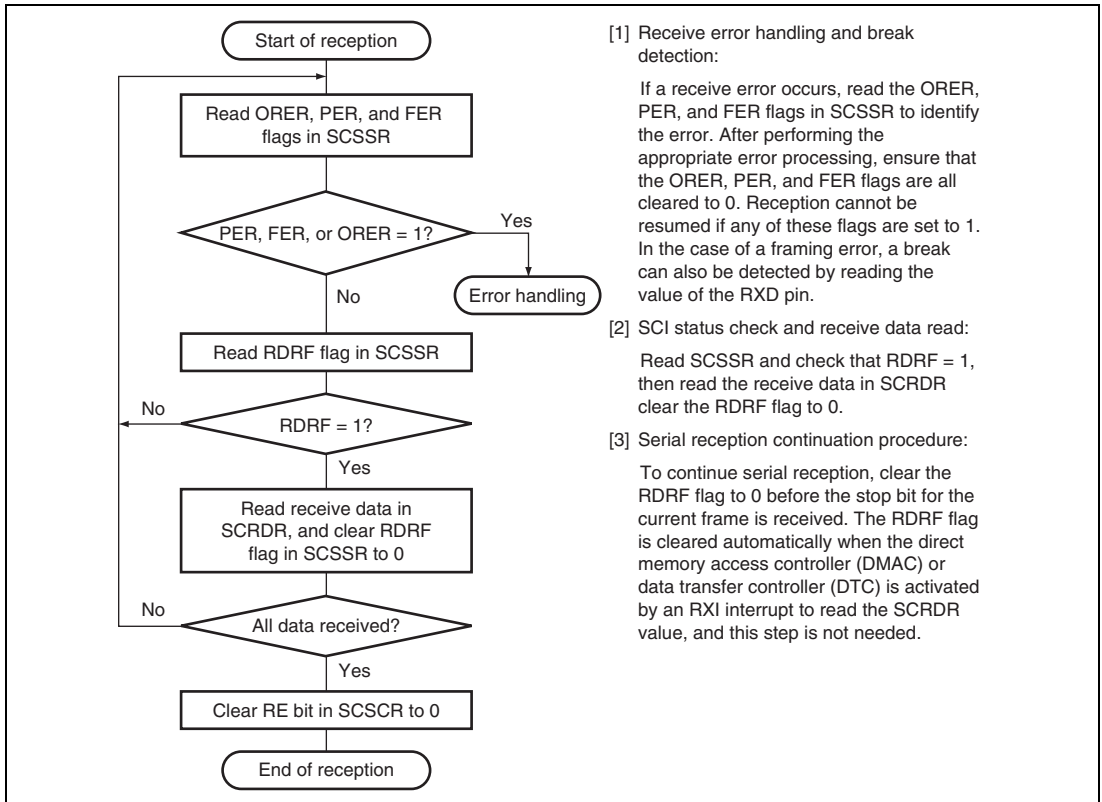 Start of reception
Read ORER, PER, and FER
flags in SCSSR
PER, FER, or ORER = 1?
Yes
Error handling
No
Read RDRF flag in SCSSR
No
RDRF = 1?
Yes
Read receive data in
SCRDR, and clear RDRF
flag in SCSSR to 0
No
All data received?
Yes
Clear RE bit in SCSCR to 0
End of reception
[1] Receive error handling and break
detection:
If a receive error occurs, read the ORER,
PER, and FER flags in SCSSR to identify
the error. After performing the
appropriate error processing, ensure that
the ORER, PER, and FER flags are all
cleared to 0. Reception cannot be
resumed if any of these flags are set to 1.
In the case of a framing error, a break
can also be detected by reading the
value of the RXD pin.
[2] SCI status check and receive data read:
Read SCSSR and check that RDRF = 1,
then read the receive data in SCRDR
clear the RDRF flag to 0.
[3] Serial reception continuation procedure:
To continue serial reception, clear the
RDRF flag to 0 before the stop bit for the
current frame is received. The RDRF flag
is cleared automatically when the direct
memory access controller (DMAC) or
data transfer controller (DTC) is activated
by an RXI interrupt to read the SCRDR
value, and this step is not needed.